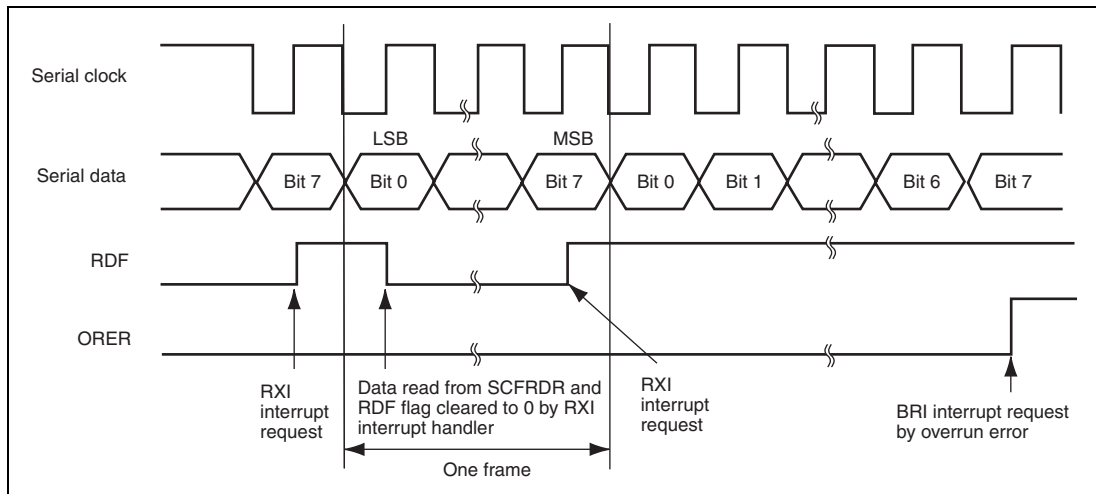 Serial clock
LSB
MSB
Serial data
Bit 7
Bit 0
Bit 7
Bit 0
Bit 1
Bit 6
Bit 7
RDF
ORER
RXI
interrupt
request
Data read from SCFRDR and
RDF flag cleared to 0 by RXI
interrupt handler
RXI
interrupt
request
BRI interrupt request
by overrun error
One frame